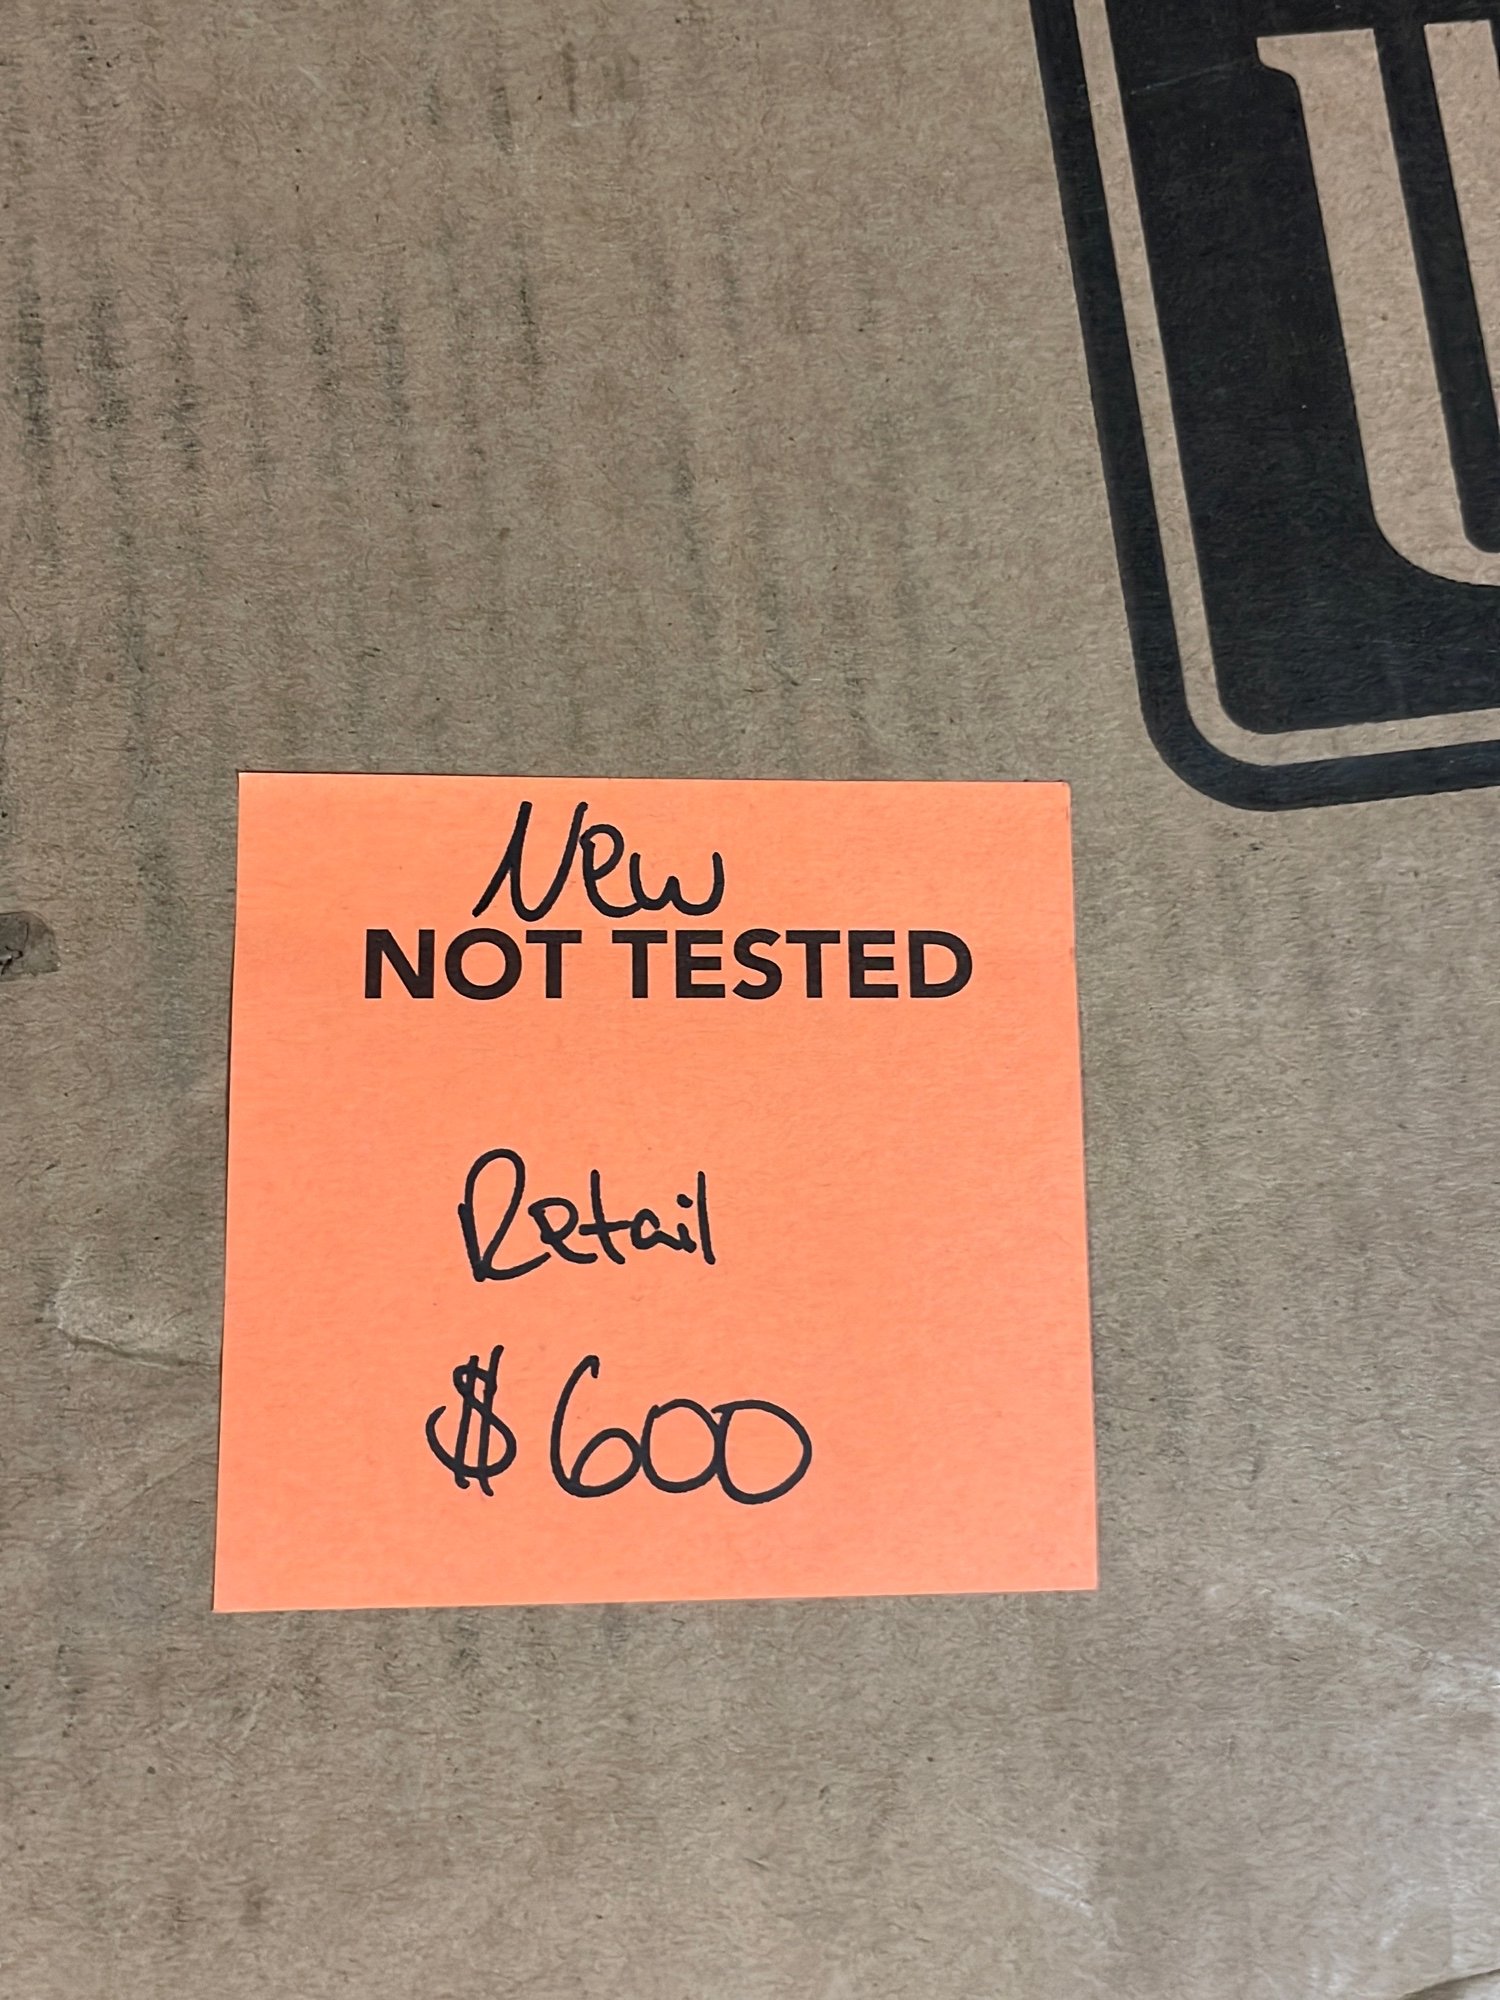 New
NOT TESTED
Retail
$600